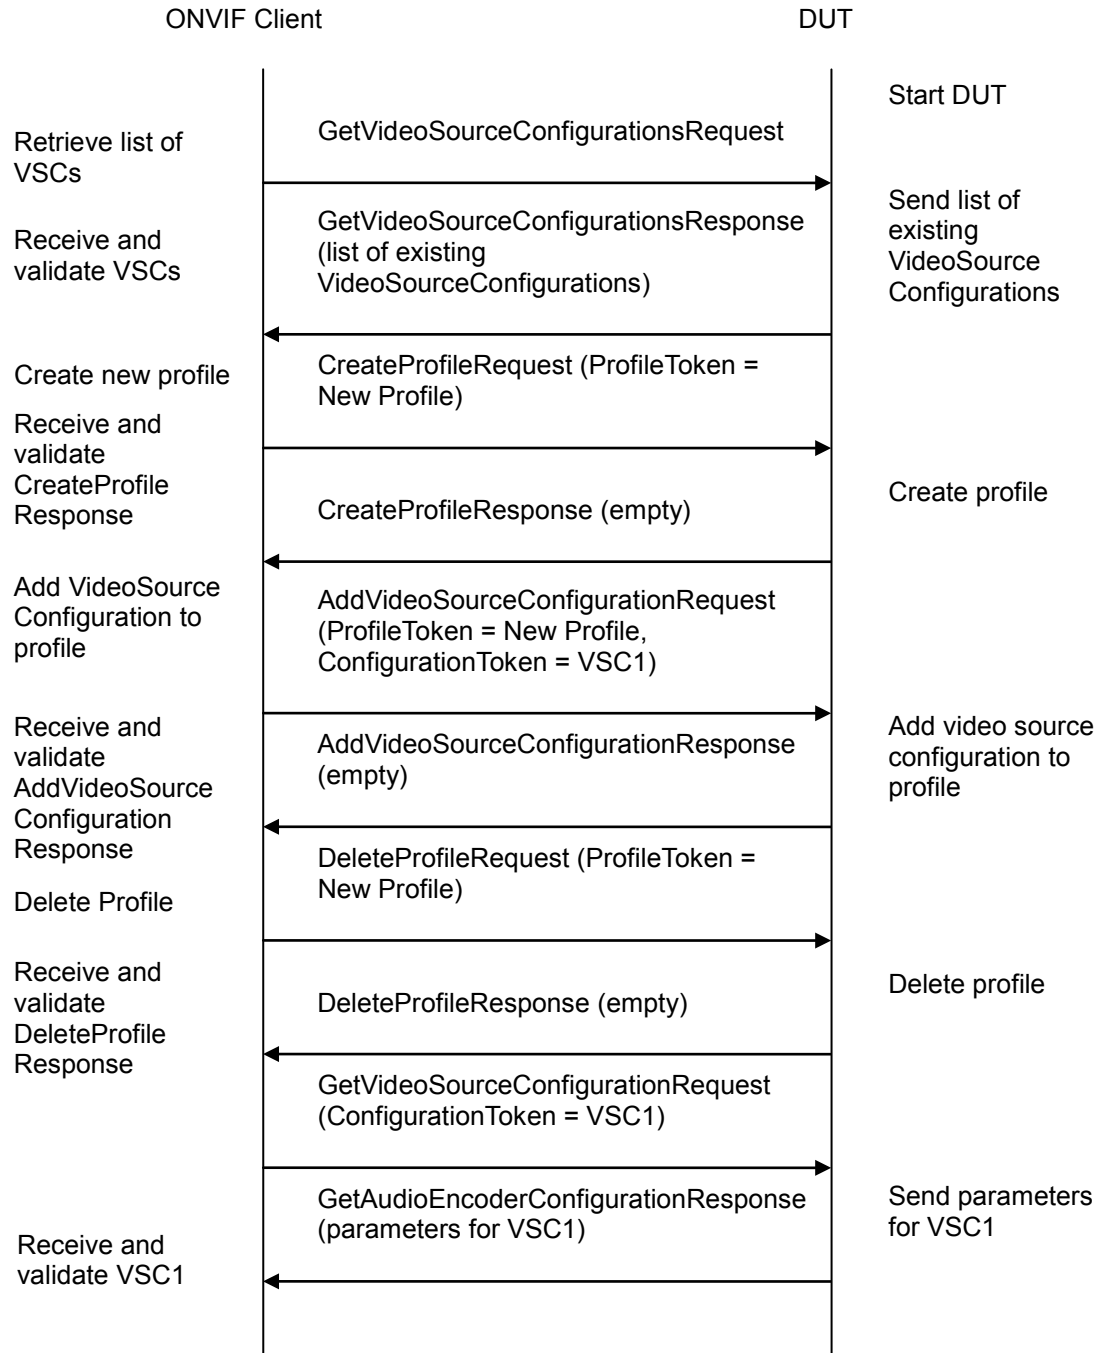 ONVIF Client
DUT
Start DUT
Retrieve list of
VSCs
GetVideoSourceConfigurationsRequest
Send list of
existing
VideoSource
Configurations
Receive and
validate VSCs
GetVideoSourceConfigurationsResponse
(list of existing
VideoSourceConfigurations)
Create new profile
CreateProfileRequest (ProfileToken =
New Profile)
Receive and
validate
CreateProfile
Response
CreateProfileResponse (empty)
Create profile
Add VideoSource
Configuration to
profile
AddVideoSourceConfigurationRequest
(ProfileToken = New Profile,
ConfigurationToken = VSC1)
Receive and
validate
AddVideoSource
Configuration
Response
AddVideoSourceConfigurationResponse
(empty)
Add video source
configuration to
profile
DeleteProfileRequest (ProfileToken =
New Profile)
Delete Profile
Receive and
validate
DeleteProfile
Response
DeleteProfileResponse (empty)
Delete profile
GetVideoSourceConfigurationRequest
(ConfigurationToken = VSC1)
GetAudioEncoderConfigurationResponse
(parameters for VSC1)
Send parameters
for VSC1
Receive and
validate VSC1